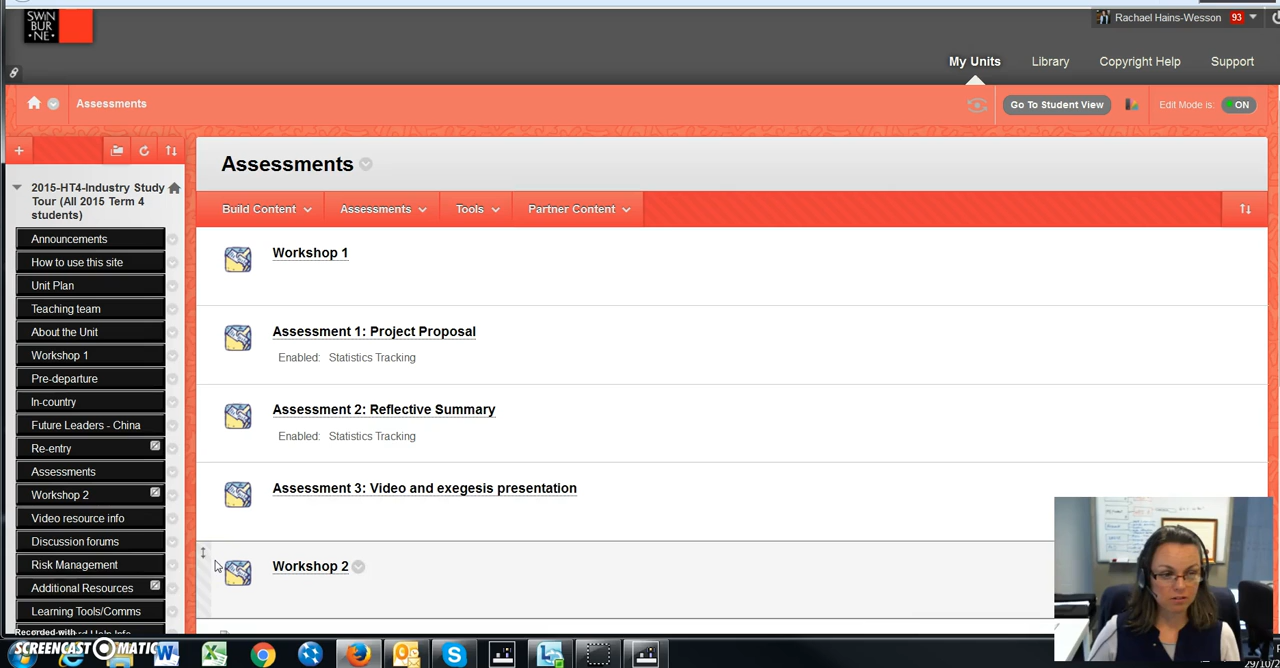 SWIN
BUR
•NE•
Rachael Hains-Wesson 93
My Units Library Copyright Help Support
Assessments Go To Student View Edit Mode is: ON
Assessments
2015-HT4-Industry Study
Tour (All 2015 Term 4
students)
Build Content Assessments Tools Partner Content
Announcements
How to use this site
Unit Plan
Teaching team
About the Unit
Workshop 1
Pre-departure
In-country
Future Leaders - China
Re-entry
Assessments
Workshop 2
Video resource info
Discussion forums
Risk Management
Additional Resources
Learning Tools/Comms
Workshop 1
Assessment 1: Project Proposal
Enabled: Statistics Tracking
Assessment 2: Reflective Summary
Enabled: Statistics Tracking
Assessment 3: Video and exegesis presentation
Workshop 2
Recorded with
SCREENCAST MATIC